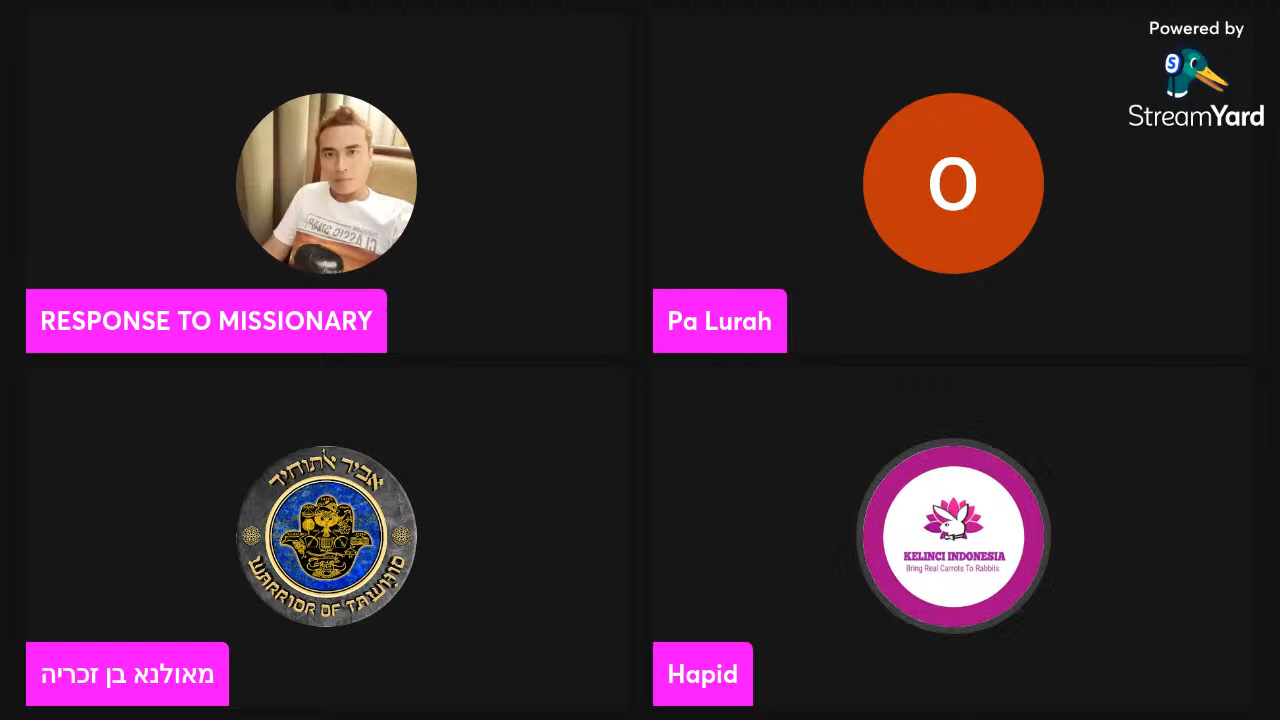 Powered by
S
StreamYard
O
CLASSIC
RESPONSE TO MISSIONARY
Pa Lurah
אביר אתוחיד
WARRIOR OF TAWHID
KELINCI INDONESIA
Bring Real Carrots To Rabbits
מאולנא בן זכריה
Hapid